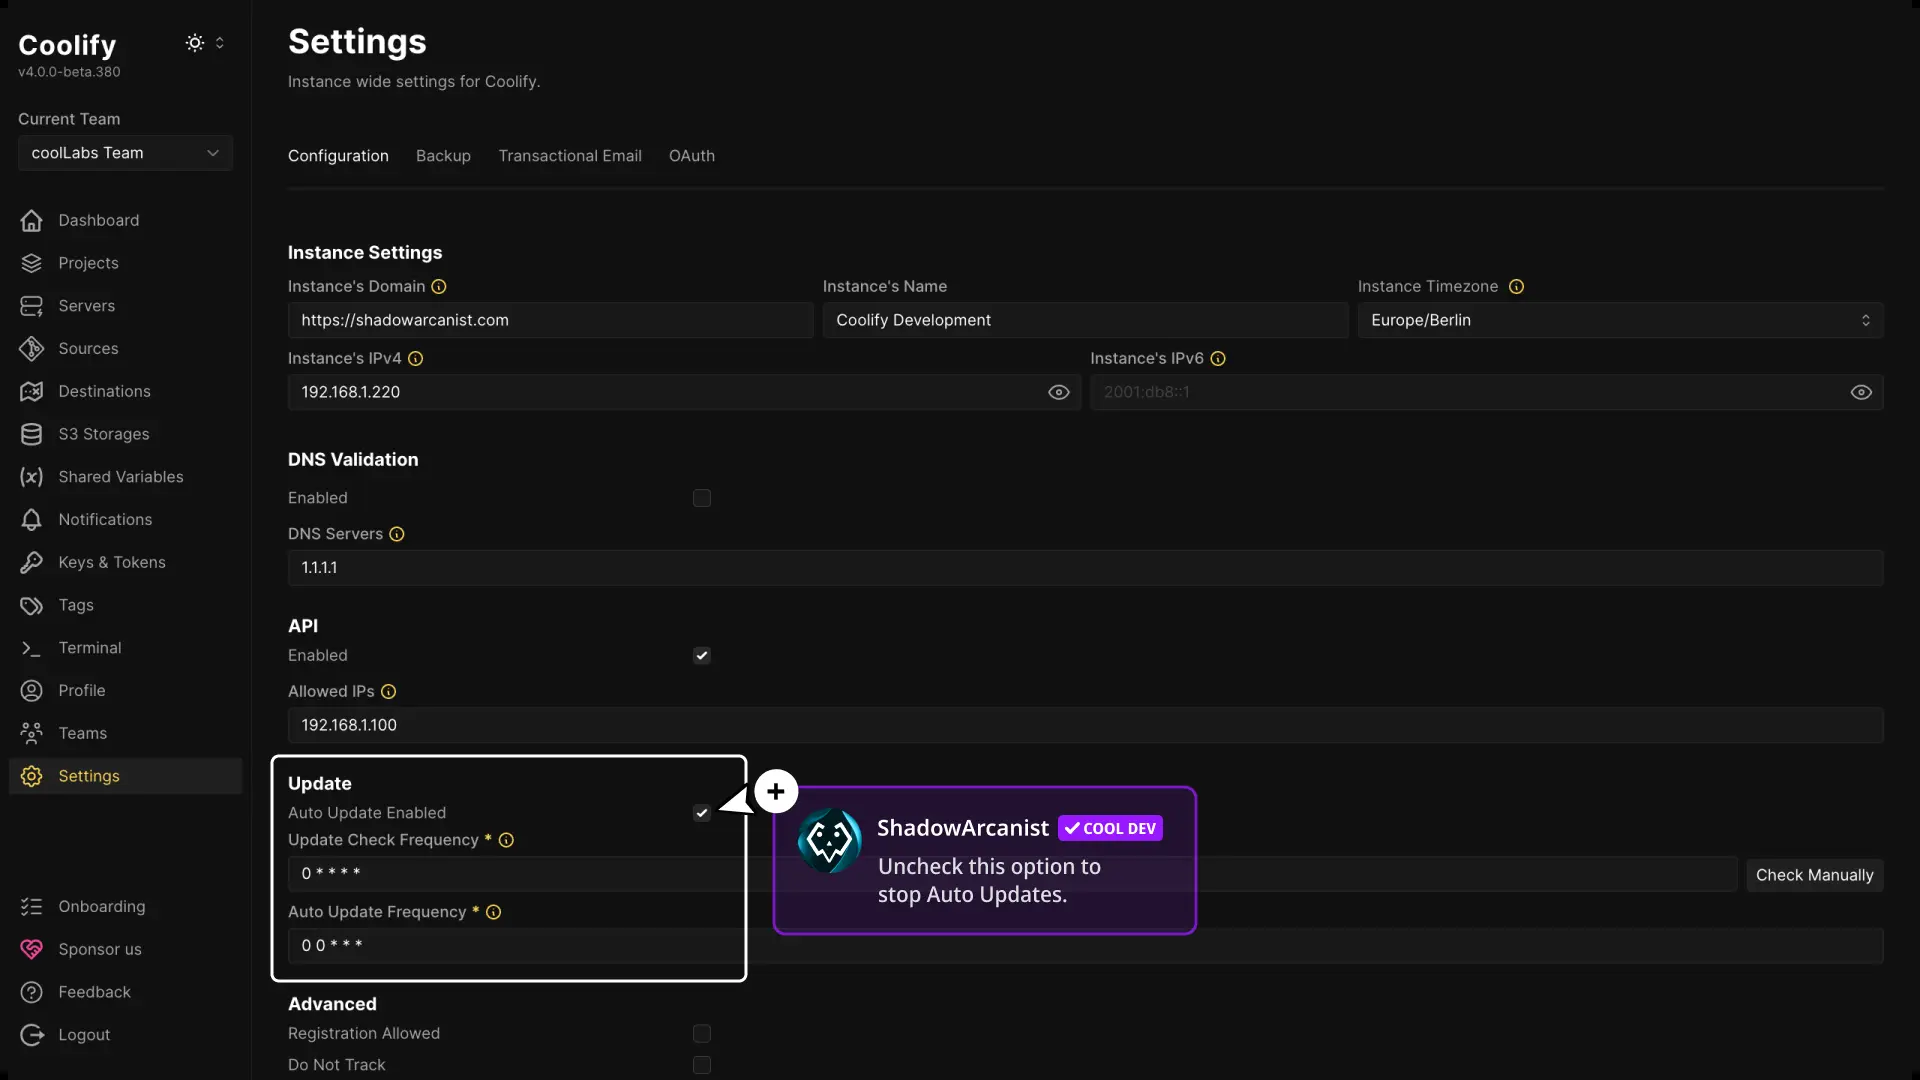 Coolify
v4.0.0-beta.380
Current Team
coolLabs Team
Dashboard
Projects
Servers
Sources
Destinations
S3 Storages
Shared Variables
Notifications
Keys & Tokens
Tags
Terminal
Profile
Teams
Settings
Onboarding
Sponsor us
Feedback
Logout
Settings
Instance wide settings for Coolify.
Configuration Backup Transactional Email OAuth
Instance Settings
Instance's Domain Instance's Name Instance Timezone
https://shadowarcanist.com Coolify Development Europe/Berlin
Instance's IPv4 Instance's IPv6
192.168.1.220 2001:db8::1
DNS Validation
Enabled
DNS Servers
1.1.1.1
API
Enabled
Allowed IPs
192.168.1.100
Update
Auto Update Enabled
Update Check Frequency *
0 * * * *
Check Manually
Auto Update Frequency *
0 0 * * *
ShadowArcanist COOL DEV
Uncheck this option to
stop Auto Updates.
Advanced
Registration Allowed
Do Not Track